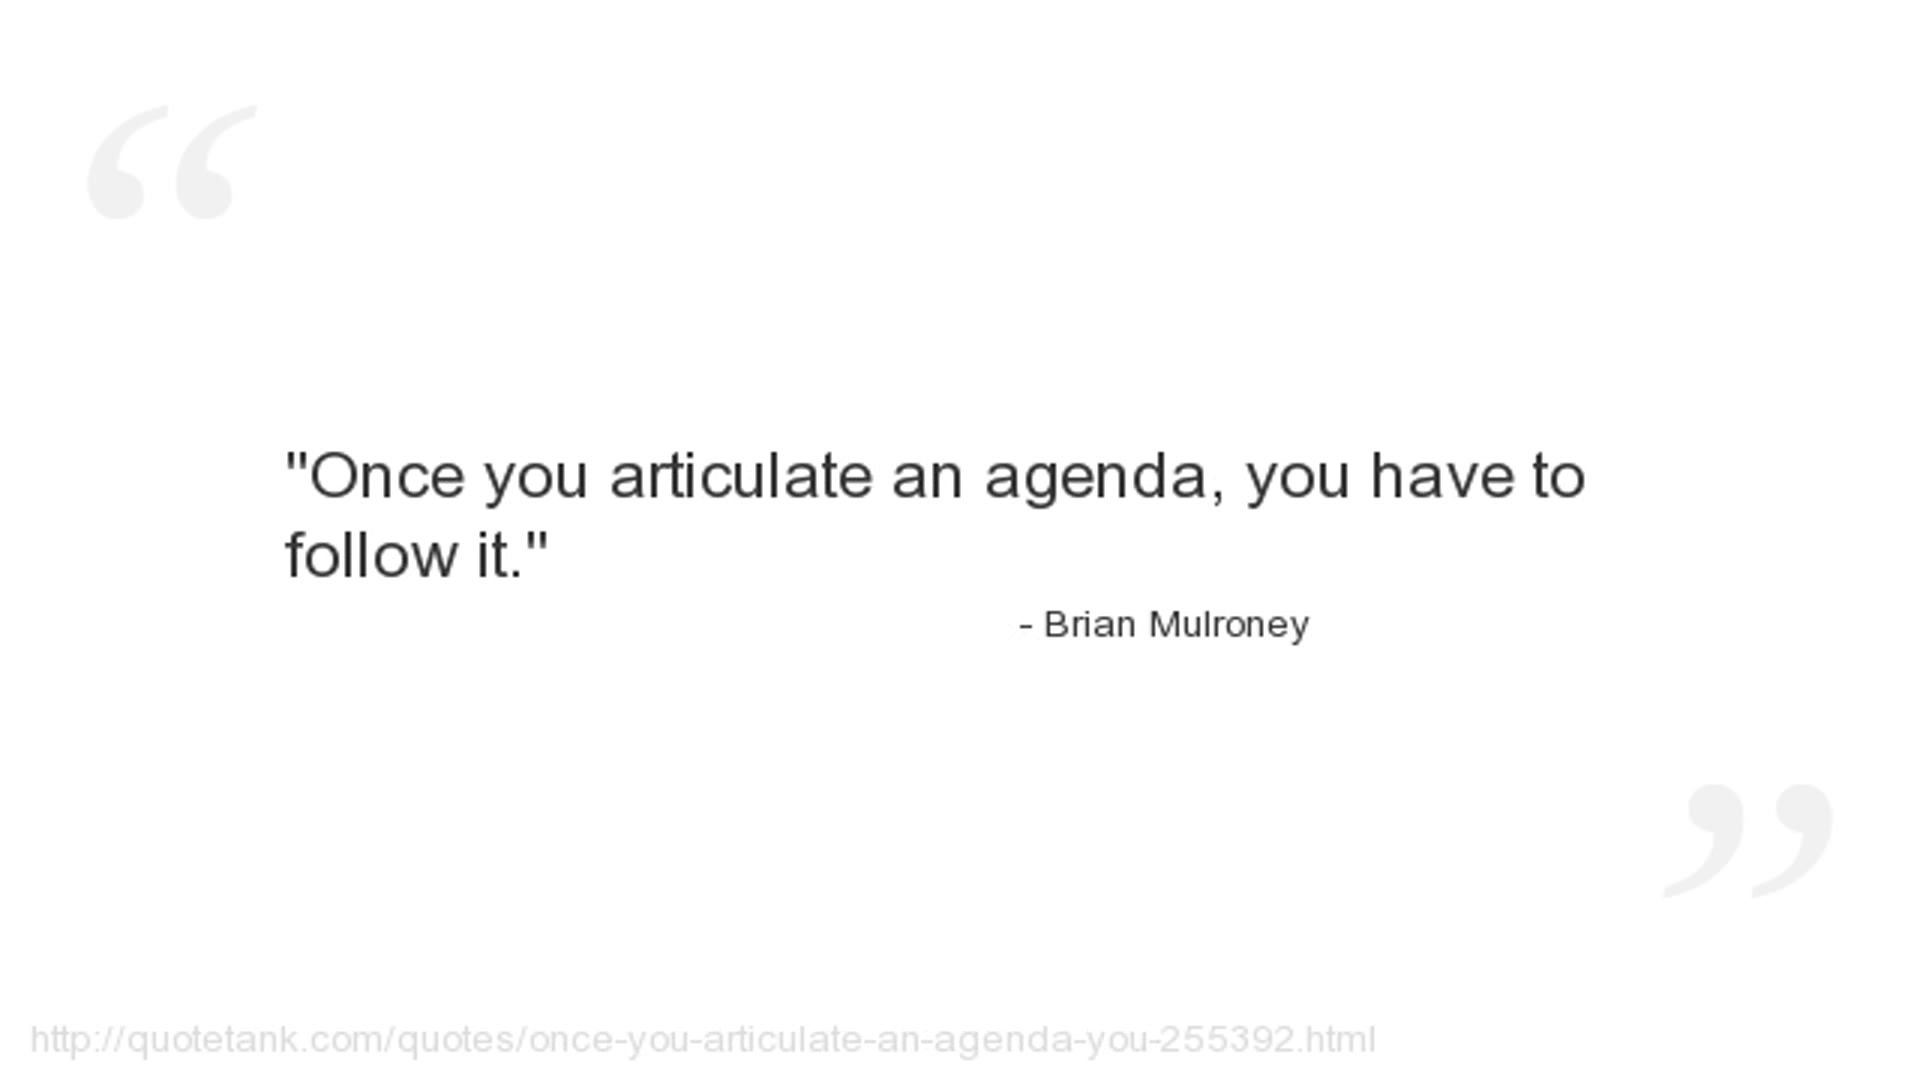 "Once you articulate an agenda, you have to
follow it."
- Brian Mulroney
http://quotetank.com/quotes/once-you-articulate-an-agenda-you-255392.html